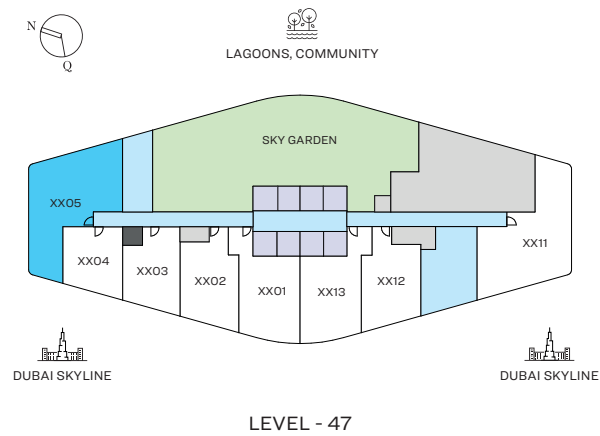 N
Q
LAGOONS, COMMUNITY
SKY GARDEN
XX05
XX11
XX04
XX03
XX02
XX01
XX13
XX12
DUBAI SKYLINE
DUBAI SKYLINE
LEVEL - 47